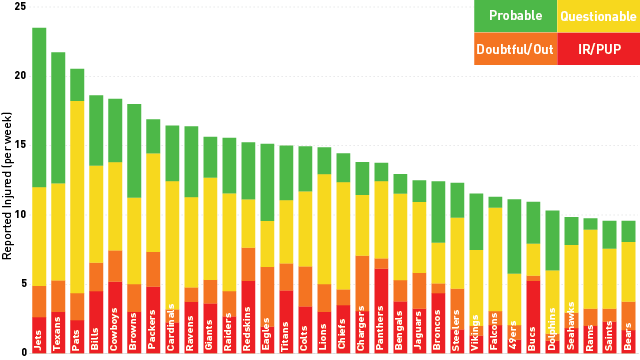 25
Probable
Questionable
Doubtful/Out
IR/PUP
20
15
10
5
0
Reported Injured (per week)
Jets
Texans
Pats
Bills
Cowboys
Browns
Packers
Cardinals
Ravens
Giants
Raiders
Redskins
Eagles
Titans
Colts
Lions
Chiefs
Chargers
Panthers
Bengals
Jaguars
Broncos
Steelers
Vikings
Falcons
49ers
Bucs
Dolphins
Seahawks
Rams
Saints
Bears